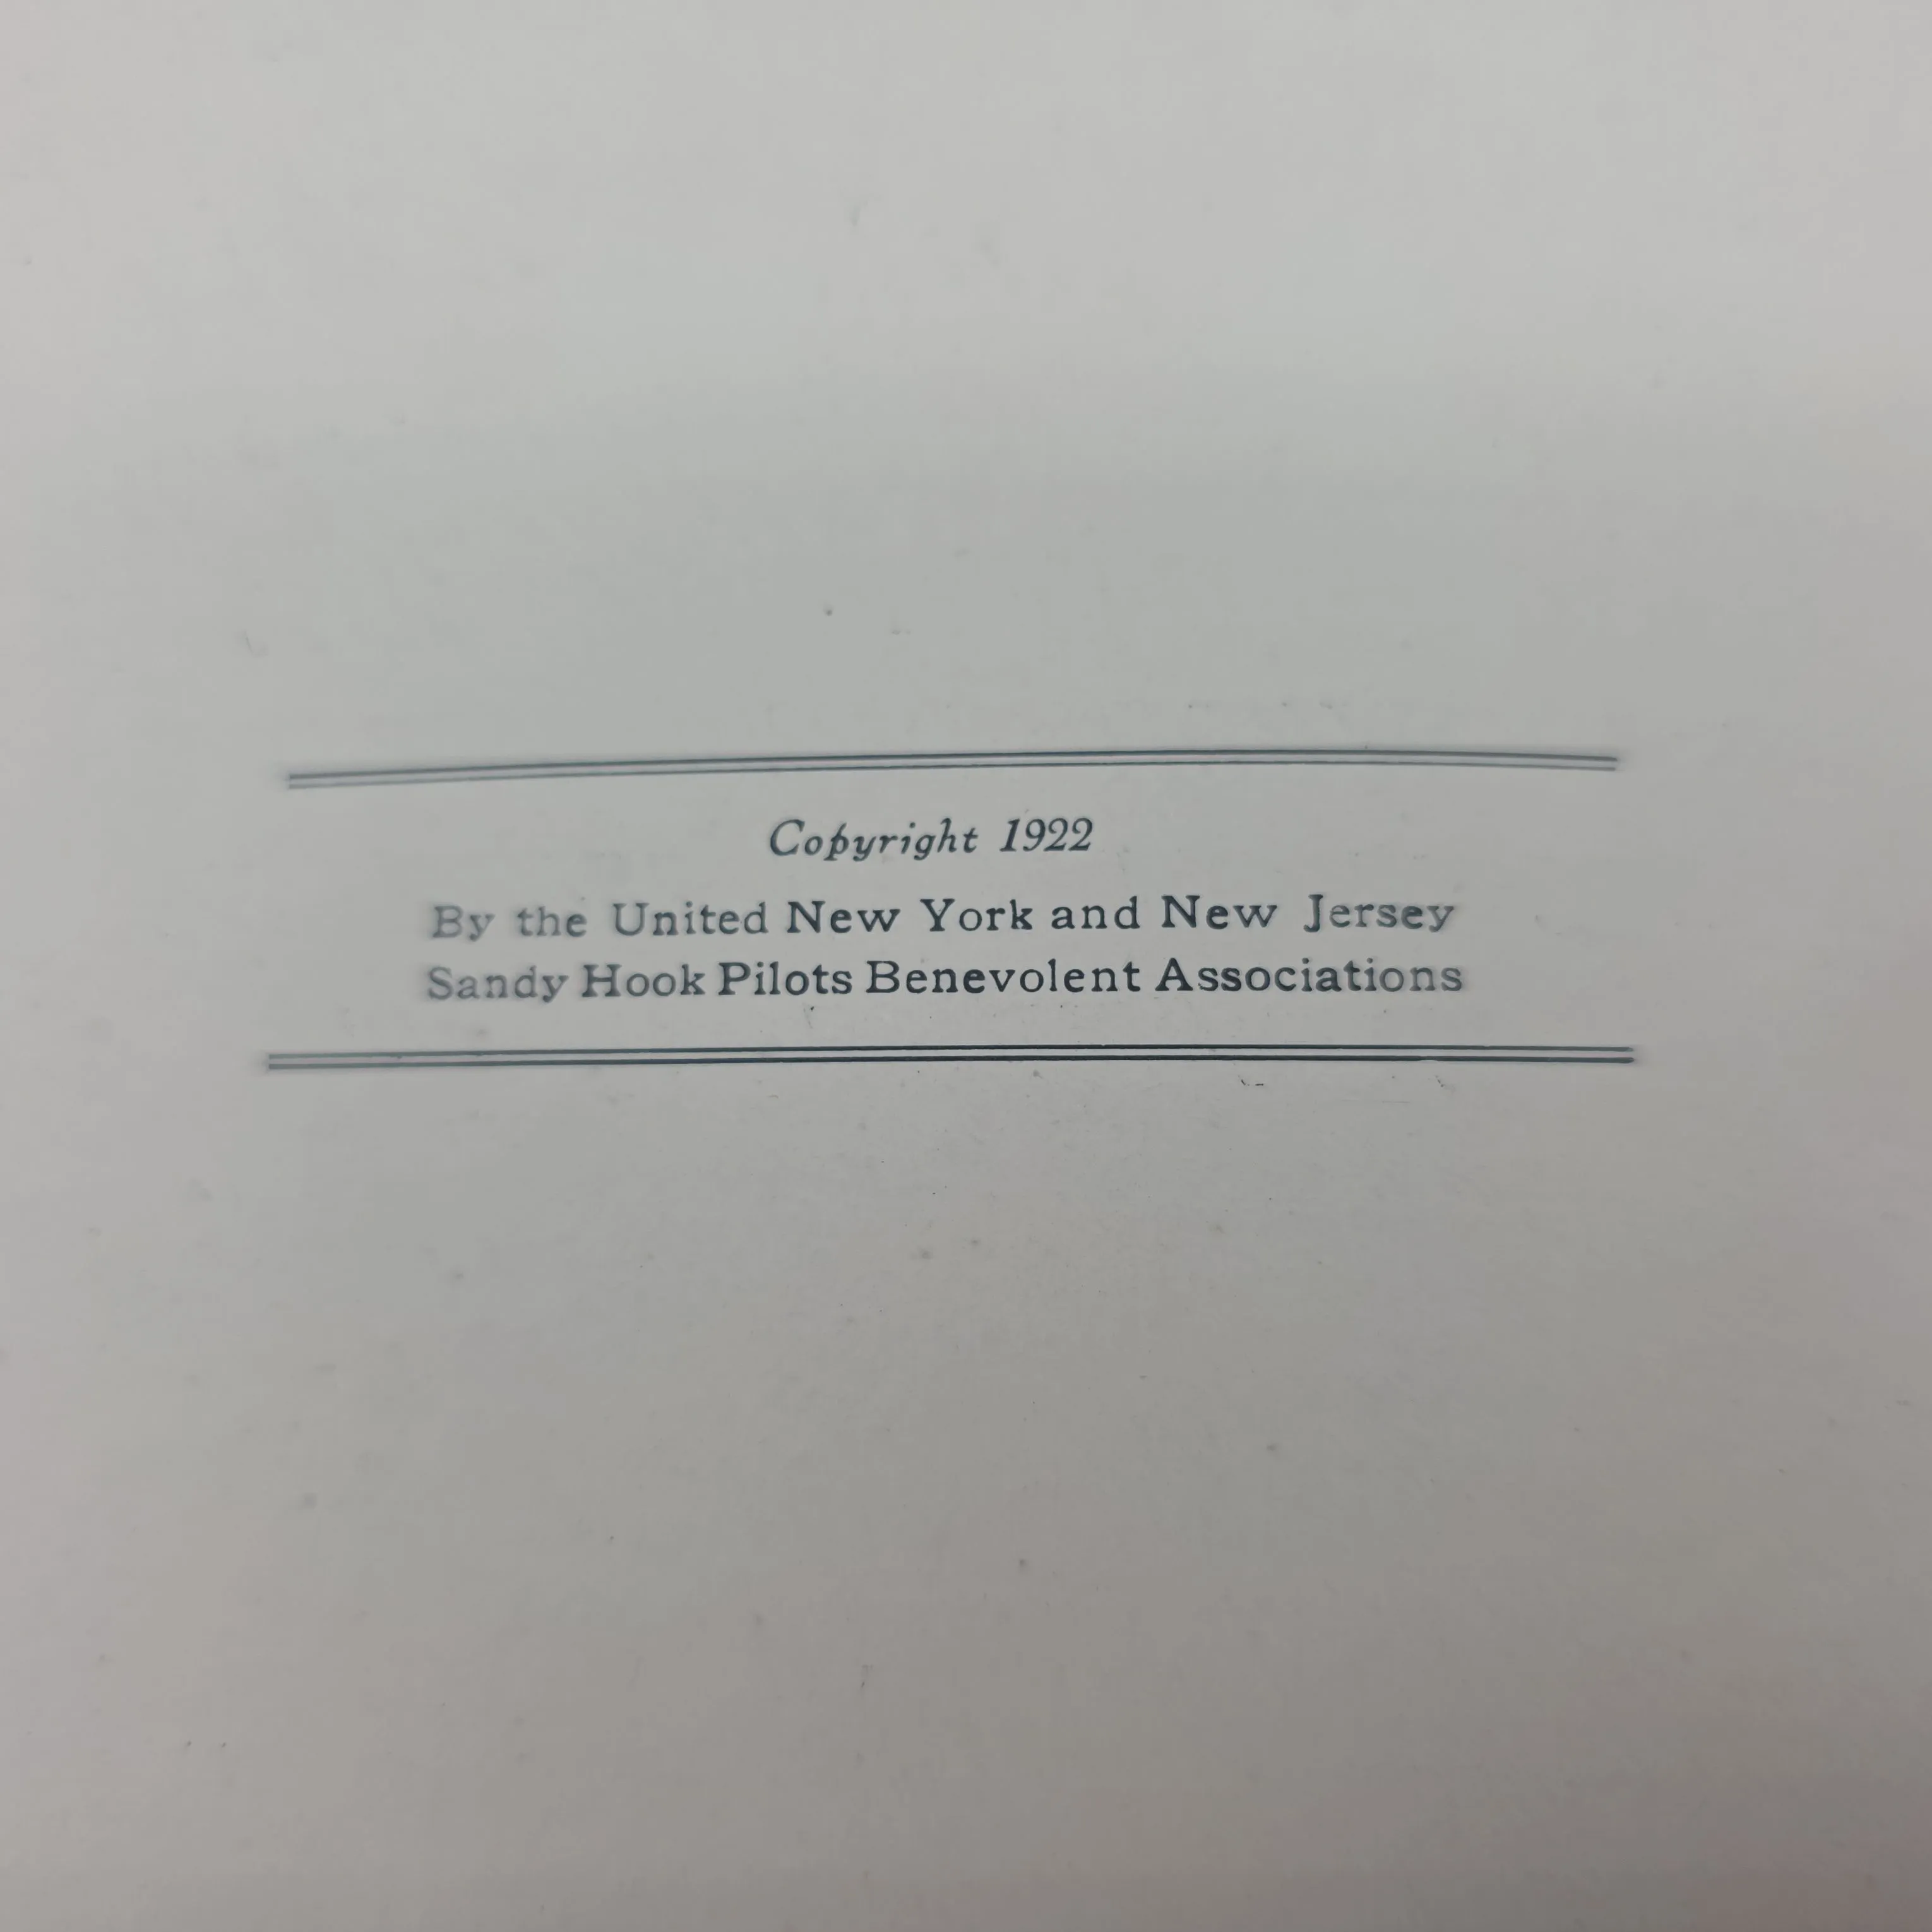 Copyright 1922
By the United New York and New Jersey
Sandy Hook Pilots Benevolent Associations